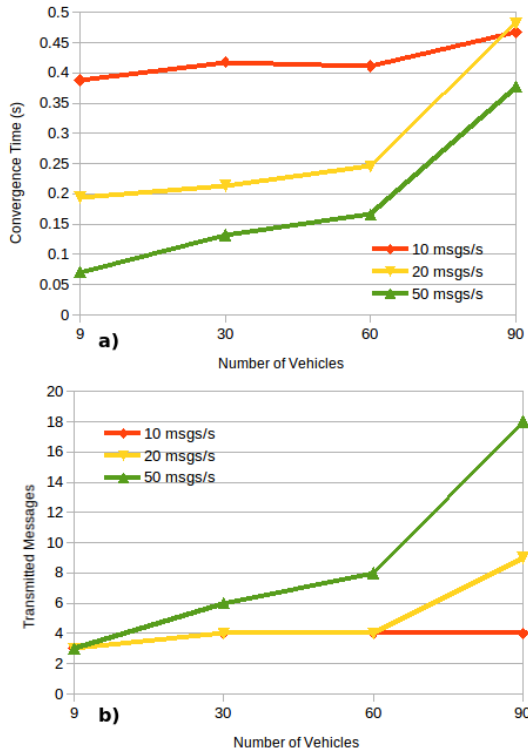 0.5
0.45
0.4
0.35
0.3
0.25
0.2
0.15
0.1
0.05
0
Convergence Time (s)
10 msgs/s
20 msgs/s
50 msgs/s
9
30
60
90
a)
Number of Vehicles
20
18
16
14
12
10
8
6
4
2
0
Transmitted Messages
10 msgs/s
20 msgs/s
50 msgs/s
9
30
60
90
b)
Number of Vehicles